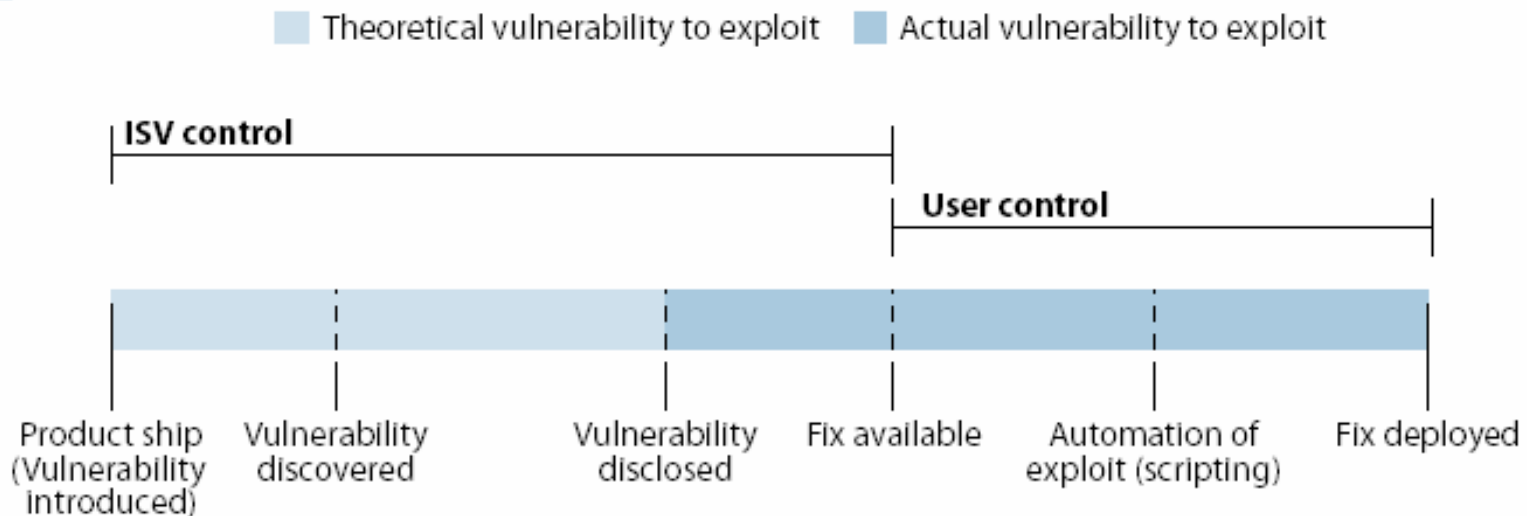 Theoretical vulnerability to exploit Actual vulnerability to exploit
ISV control
User control
Product ship
(Vulnerability
introduced)
Vulnerability
discovered
Vulnerability
disclosed
Fix available
Automation of
exploit (scripting)
Fix deployed